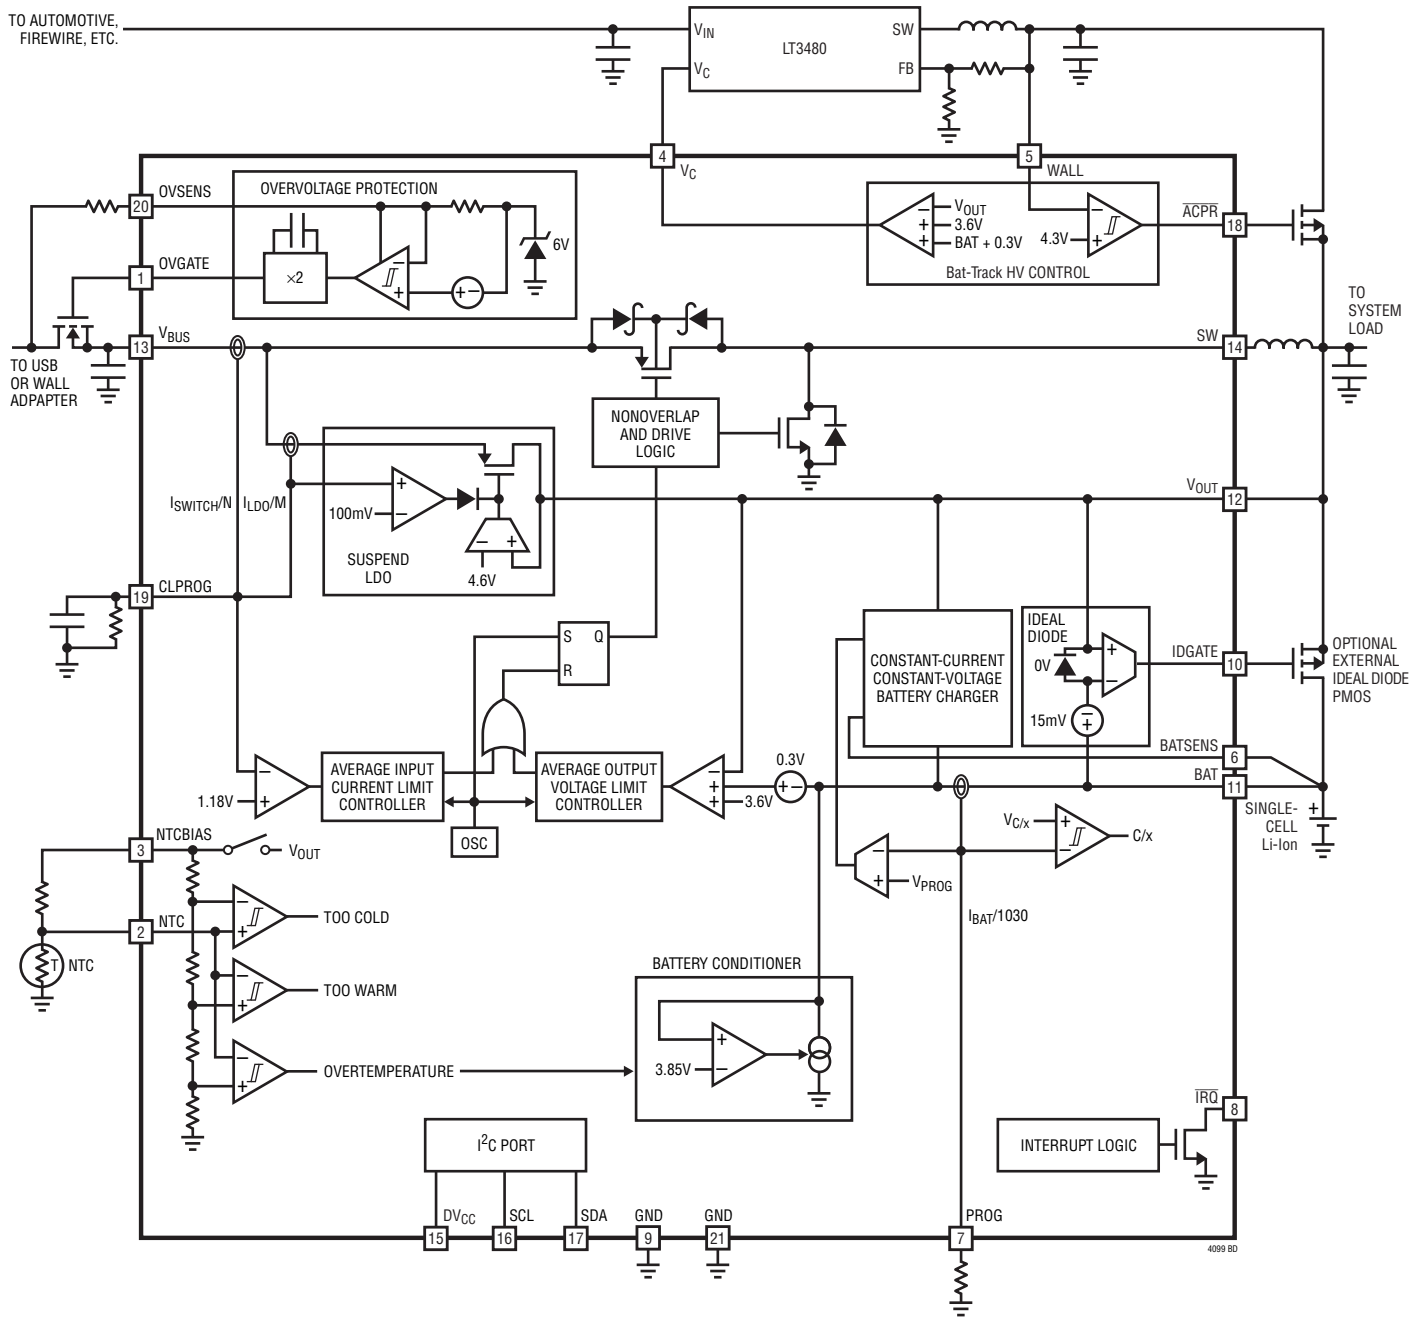 TO AUTOMOTIVE,
FIREWIRE, ETC.
VIN
SW
LT3480
VC
FB
4
5
VC
WALL
OVSENS
20
OVERVOLTAGE PROTECTION
6V
OVGATE
1
×2
− + + −
VOUT
3.6V
BAT + 0.3V
4.3V
Bat-Track HV CONTROL
ACPR
18
VBUS
13
TO USB
OR WALL
ADPAPTER
SW
14
TO
SYSTEM
LOAD
NONOVERLAP
AND DRIVE
LOGIC
ISWITCH/N
ILDO/M
100mV
+ −
− +
SUSPEND
LDO
4.6V
VOUT
12
CLPROG
19
S Q
R
CONSTANT-CURRENT
CONSTANT-VOLTAGE
BATTERY CHARGER
IDEAL
DIODE
0V
+ −
15mV
− +
IDGATE
10
OPTIONAL
EXTERNAL
IDEAL DIODE
PMOS
BATSENS
6
BAT
11
−
+
1.18V
AVERAGE INPUT
CURRENT LIMIT
CONTROLLER
AVERAGE OUTPUT
VOLTAGE LIMIT
CONTROLLER
−
+
+
3.6V
0.3V
+ −
OSC
SINGLE-
CELL
Li-Ion
+
NTCBIAS
3
VOUT
VC/x
+
−
C/x
−
+
VPROG
IBAT/1030
NTC
2
T NTC
−
+
TOO COLD
−
+
TOO WARM
−
+
OVERTEMPERATURE
BATTERY CONDITIONER
+
−
3.85V
I2C PORT
INTERRUPT LOGIC
IRQ
8
DVCC
15
SCL
16
SDA
17
GND
9
GND
21
PROG
7
4099 BD